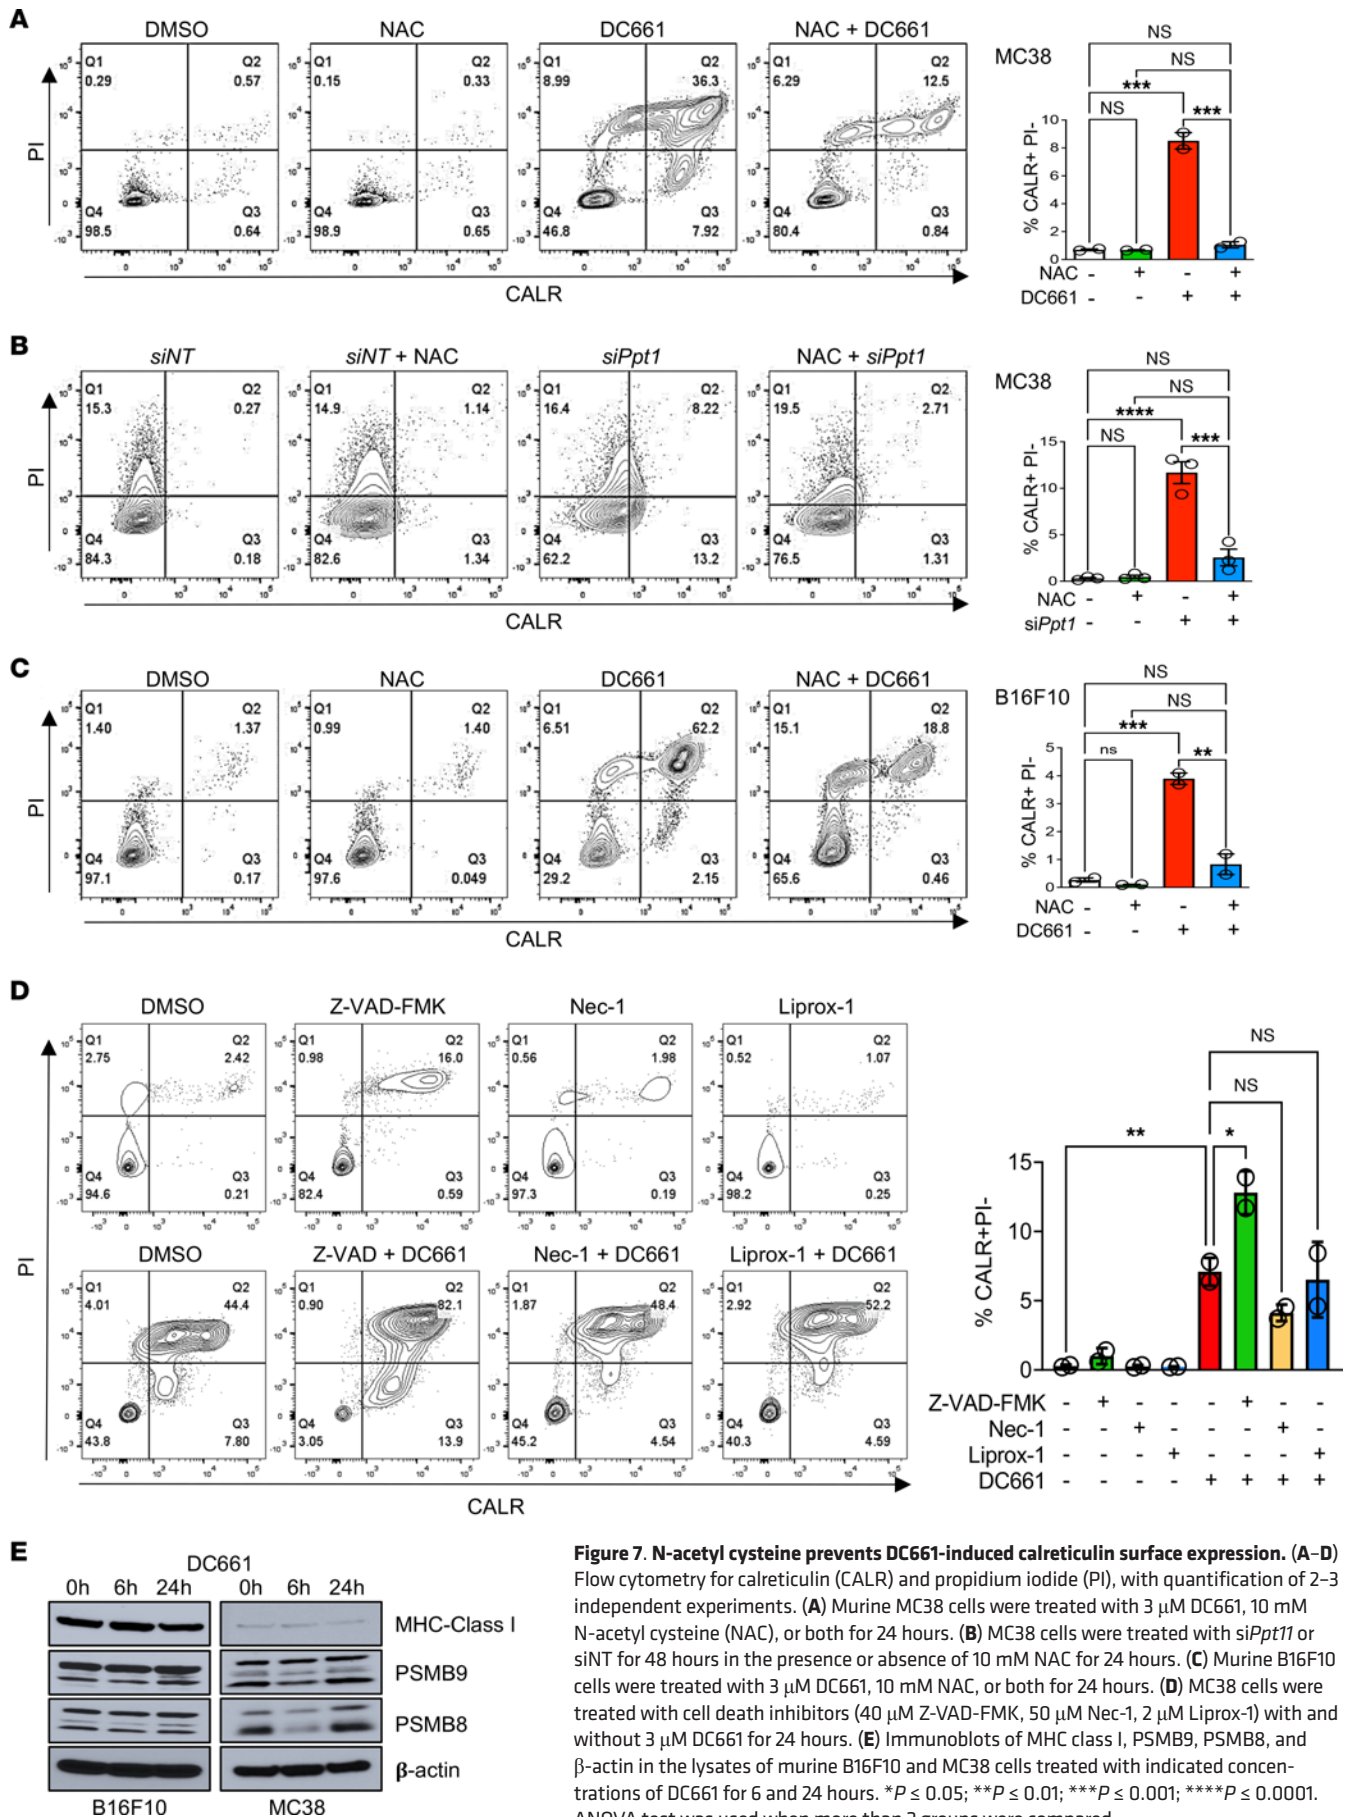 A
DMSO
NAC
DC661
NAC + DC661
Q1 0.29
Q2 0.57
Q4 98.5
Q3 0.64
Q1 0.15
Q2 0.33
Q4 98.9
Q3 0.65
Q1 8.99
Q2 36.3
Q4 46.8
Q3 7.92
Q1 6.29
Q2 12.5
Q4 80.4
Q3 0.84
PI
CALR
MC38
NS
NS
***
NS
***
% CALR+ PI-
10
8
6
4
2
0
NAC - + - +
DC661 - - + +
B
siNT
siNT + NAC
siPpt1
NAC + siPpt1
Q1 15.3
Q2 0.27
Q4 84.3
Q3 0.18
Q1 14.9
Q2 1.14
Q4 82.6
Q3 1.34
Q1 16.4
Q2 8.22
Q4 62.2
Q3 13.2
Q1 19.5
Q2 2.71
Q4 76.5
Q3 1.31
PI
CALR
MC38
NS
NS
****
NS
***
% CALR+ PI-
15
10
5
0
NAC - + - +
siPpt1 - - + +
C
DMSO
NAC
DC661
NAC + DC661
Q1 1.40
Q2 1.37
Q4 97.1
Q3 0.17
Q1 0.99
Q2 1.40
Q4 97.6
Q3 0.049
Q1 6.51
Q2 62.2
Q4 29.2
Q3 2.15
Q1 15.1
Q2 18.8
Q4 65.6
Q3 0.46
PI
CALR
B16F10
NS
NS
***
ns
**
% CALR+ PI-
5
4
3
2
1
0
NAC - + - +
DC661 - - + +
D
DMSO
Z-VAD-FMK
Nec-1
Liprox-1
Q1 2.75
Q2 2.42
Q4 94.6
Q3 0.21
Q1 0.98
Q2 16.0
Q4 82.4
Q3 0.59
Q1 0.56
Q2 1.98
Q4 97.3
Q3 0.19
Q1 0.52
Q2 1.07
Q4 98.2
Q3 0.25
DMSO
Z-VAD + DC661
Nec-1 + DC661
Liprox-1 + DC661
Q1 4.01
Q2 44.4
Q4 43.8
Q3 7.80
Q1 0.90
Q2 82.1
Q4 3.05
Q3 13.9
Q1 1.87
Q2 48.4
Q4 45.2
Q3 4.54
Q1 2.92
Q2 52.2
Q4 40.3
Q3 4.59
PI
CALR
NS
NS
**
*
% CALR+PI-
15
10
5
0
Z-VAD-FMK - + - - - + - -
Nec-1 - - + - - - + -
Liprox-1 - - - + - - - +
DC661 - - - - + + + +
E
DC661
0h 6h 24h 0h 6h 24h
MHC-Class I
PSMB9
PSMB8
β-actin
B16F10 MC38
Figure 7. N-acetyl cysteine prevents DC661-induced calreticulin surface expression. (A–D)
Flow cytometry for calreticulin (CALR) and propidium iodide (PI), with quantification of 2–3
independent experiments. (A) Murine MC38 cells were treated with 3 μM DC661, 10 mM
N-acetyl cysteine (NAC), or both for 24 hours. (B) MC38 cells were treated with siPpt11 or
siNT for 48 hours in the presence or absence of 10 mM NAC for 24 hours. (C) Murine B16F10
cells were treated with 3 μM DC661, 10 mM NAC, or both for 24 hours. (D) MC38 cells were
treated with cell death inhibitors (40 μM Z-VAD-FMK, 50 μM Nec-1, 2 μM Liprox-1) with and
without 3 μM DC661 for 24 hours. (E) Immunoblots of MHC class I, PSMB9, PSMB8, and
β-actin in the lysates of murine B16F10 and MC38 cells treated with indicated concen-
trations of DC661 for 6 and 24 hours. *P ≤ 0.05; **P ≤ 0.01; ***P ≤ 0.001; ****P ≤ 0.0001.